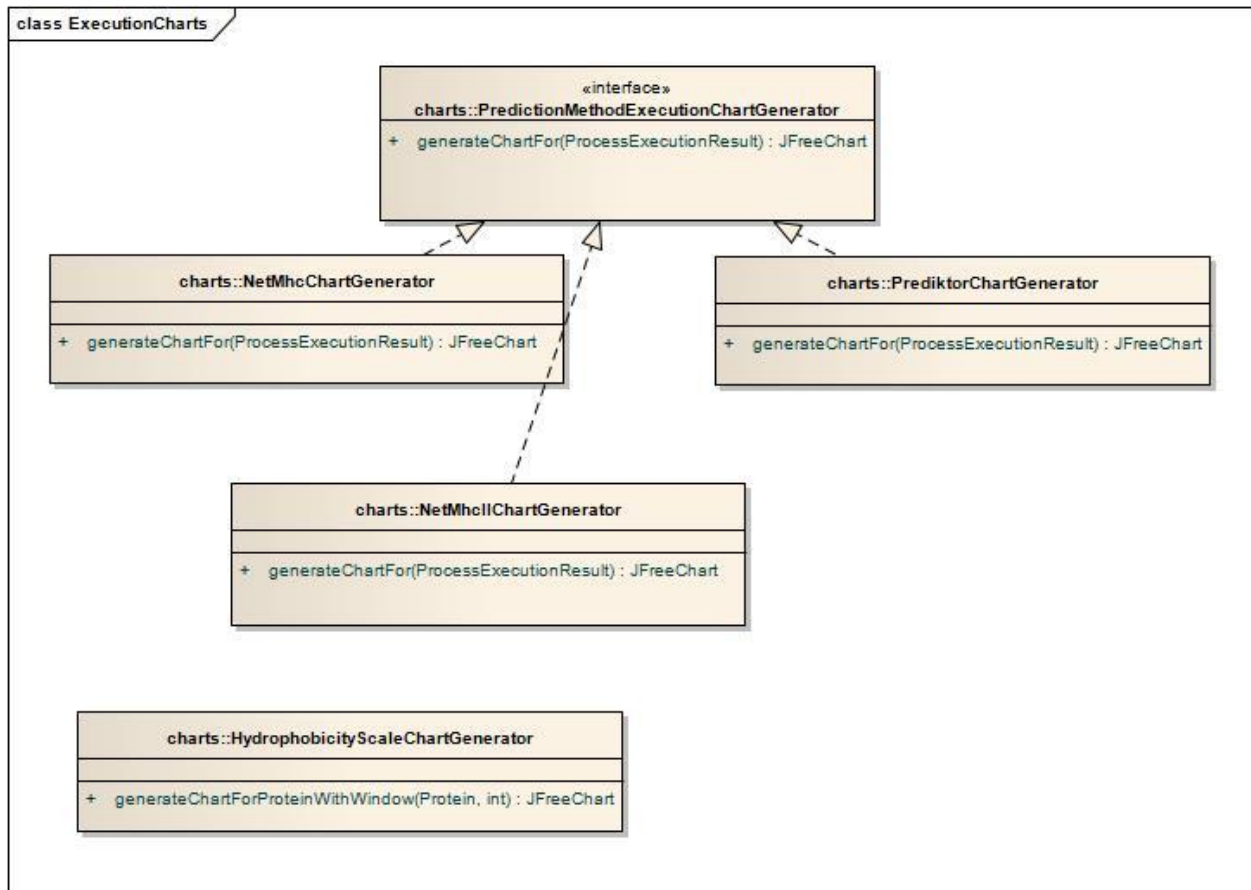 class ExecutionCharts
«interface»
charts::PredictionMethodExecutionChartGenerator
+ generateChartFor(ProcessExecutionResult) : JFreeChart
charts::NetMhcChartGenerator
+ generateChartFor(ProcessExecutionResult) : JFreeChart
charts::PrediktorChartGenerator
+ generateChartFor(ProcessExecutionResult) : JFreeChart
charts::NetMhcIIChartGenerator
+ generateChartFor(ProcessExecutionResult) : JFreeChart
charts::HydrophobicityScaleChartGenerator
+ generateChartForProteinWithWindow(Protein, int) : JFreeChart